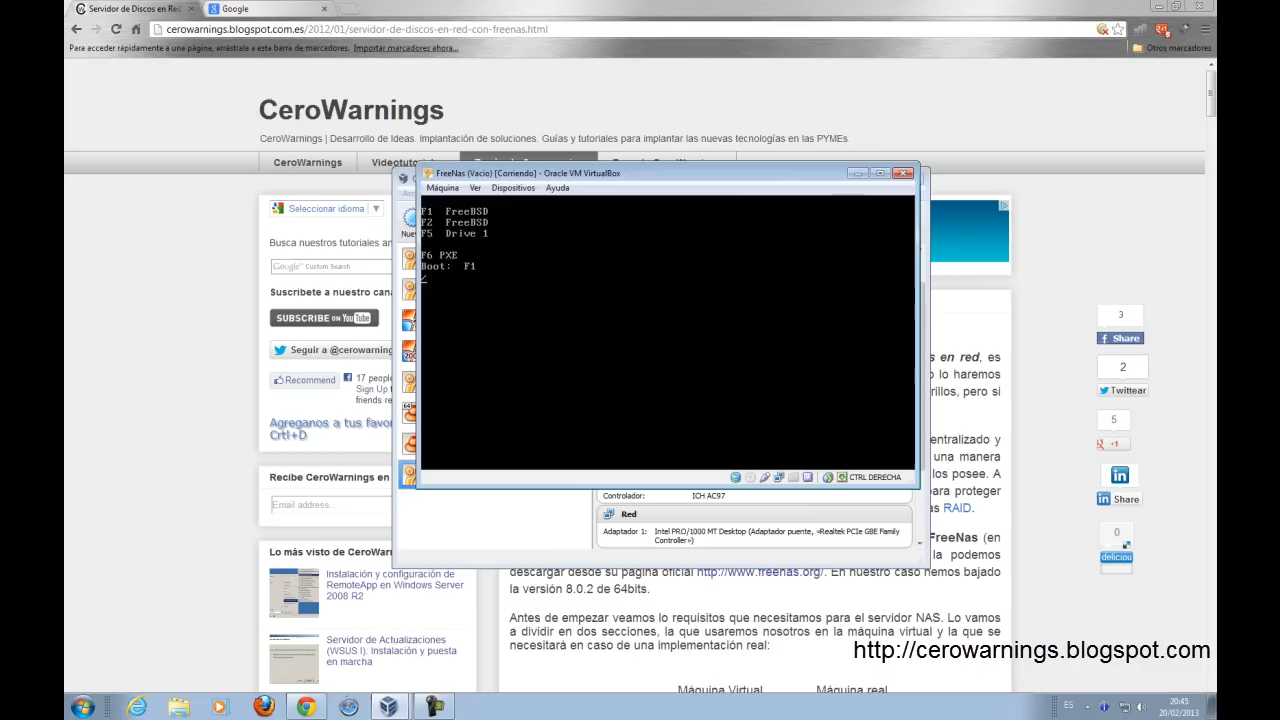 Servidor de Discos en Red
Google
cerowarnings.blogspot.com.es/2012/01/servidor-de-discos-en-red-con-freenas.html
Para acceder rápidamente a una página, arrástrala a esta barra de marcadores. Importar marcadores ahora...
Otros marcadores
CeroWarnings
CeroWarnings | Desarrollo de Ideas. Implantación de soluciones. Guías y tutoriales para implantar las nuevas tecnologías en las PYMES.
CeroWarnings
FreeNas (Vacio) [Corriendo] - Oracle VM VirtualBox
Máquina Ver Dispositivos Ayuda
F1 FreeBSD
F2 FreeBSD
F5 Drive 1
F6 PXE
Boot: F1
CTRL DERECHA
Controlador: ICH AC97
Red
Adaptador 1: Intel PRO/1000 MT Desktop (Adaptador puente, «Realtek PCIe GBE Family
Controller»)
Seleccionar idioma
Busca nuestros tutoriales
Google Custom Search
Suscribete a nuestro
SUBSCRIBE ON YouTube
Seguir a
Recommend
17
Sign Up
friends
Agreganos a tus
Crtl+D
Recibe CeroWarnings en
Email address.
Lo más visto de
Instalación y configuración de
RemoteApp en Windows Server
2008 R2
Servidor de Actualizaciones
(WSUS I): Instalación y puesta
en marcha
en red, es
lo haremos
pero si
y
una manera
los posee. A
para proteger
RAID.
FreeNas (en
la podemos
descargar desde su pagina oficial http://www.freenas.org/. En nuestro caso hemos bajado
la versión 8.0.2 de 64bits.
Antes de empezar veamos lo requisitos que necesitamos para el servidor NAS. Lo vamos
a dividir en dos secciones, la que usaremos nosotros en la máquina virtual y la que se
necesitará en caso de una implementación real:
Máquina Virtual Máquina real
3
Share
2
Twittear
5
+1
Share
0
http://cerowarnings.blogspot.com
ES
20:45
20/02/2013